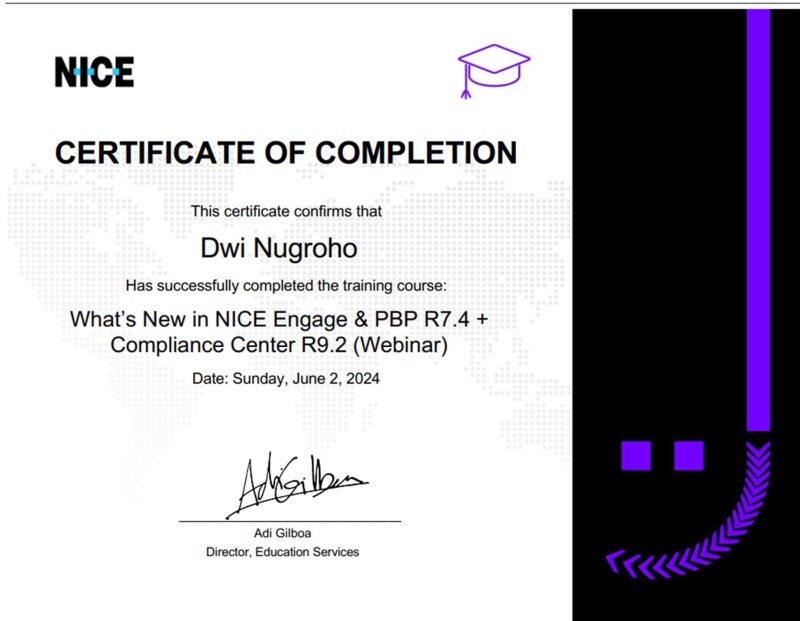 NICE
CERTIFICATE OF COMPLETION
This certificate confirms that
Dwi Nugroho
Has successfully completed the training course:
What's New in NICE Engage & PBP R7.4 +
Compliance Center R9.2 (Webinar)
Date: Sunday, June 2, 2024
Adi Gilboa
Adi Gilboa
Director, Education Services